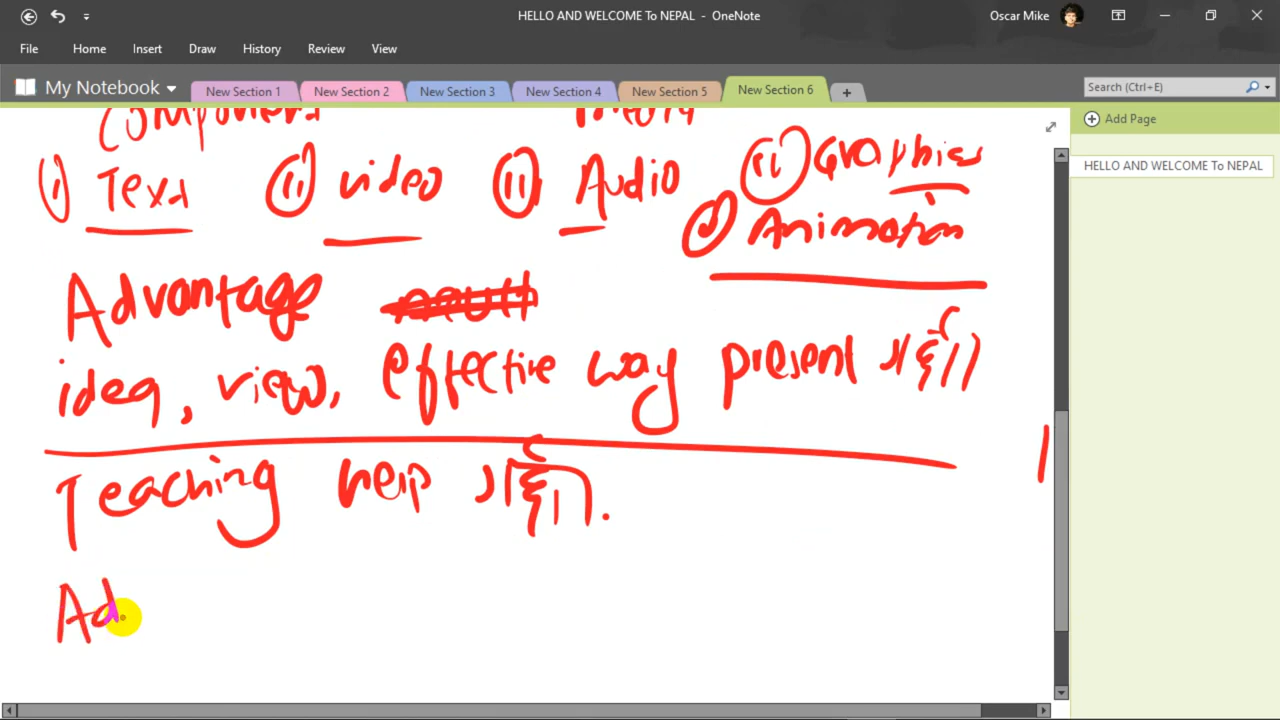 HELLO AND WELCOME To NEPAL - OneNote
Oscar Mike
File Home Insert Draw History Review View
My Notebook
New Section 1 New Section 2 New Section 3 New Section 4 New Section 5 New Section 6
Search (Ctrl+E)
Add Page
HELLO AND WELCOME To NEPAL
(i) Text (ii) video Audio Graphics
Animation
Advantage
idea, view, effective way present गर्छ
Teaching help गर्छ.
Ad